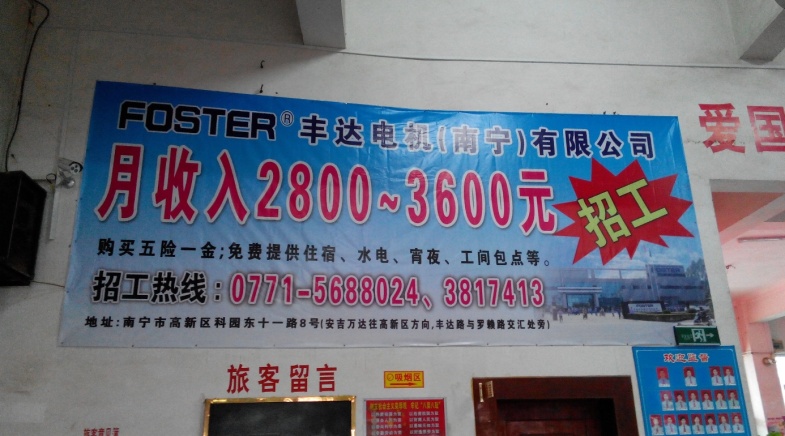 FOSTER® 丰达电机(南宁)有限公司
月收入2800~3600元
招工
购买五险一金;免费提供住宿、水电、宵夜、工间包点等。
招工热线:0771-5688024、3817413
地址:南宁市高新区科园东十一路8号(安吉万达往高新区方向,丰达路与罗赖路交汇处旁)
爱国
旅客留言
吸烟区
欢迎监督